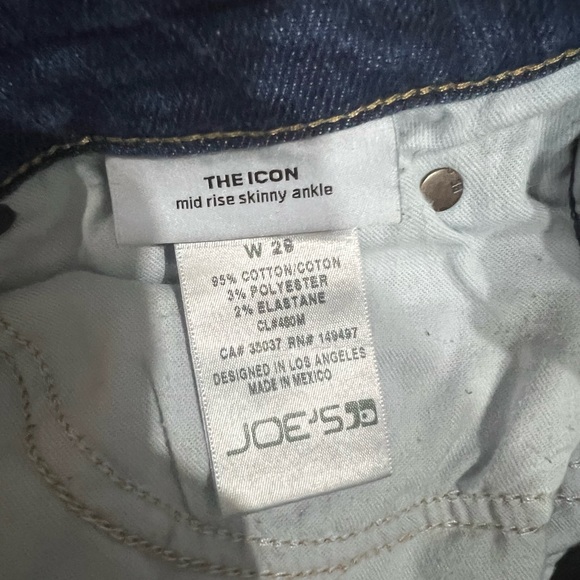 THE ICON
mid rise skinny ankle
W 28
95% COTTON/COTON
3% POLYESTER
2% ELASTANE
CL#480M
CA# 35037 RN# 149497
DESIGNED IN LOS ANGELES
MADE IN MEXICO
JOE'S